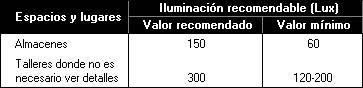 Espacios y lugares
Iluminación recomendable (Lux)
Valor recomendado Valor mínimo
Almacenes 150 60
Talleres donde no es
necesario ver detalles 300 120-200